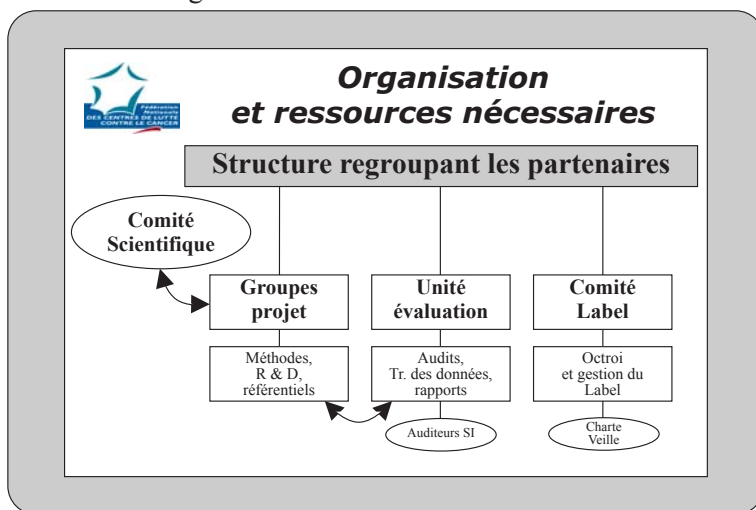 Fédération
Nationale
DES CENTRES DE LUTTE
CONTRE LE CANCER
Organisation
et ressources nécessaires
Structure regroupant les partenaires
Comité
Scientifique
Groupes
projet
Unité
évaluation
Comité
Label
Méthodes,
R & D,
référentiels
Audits,
Tr. des données,
rapports
Octroi
et gestion du
Label
Auditeurs SI
Charte
Veille